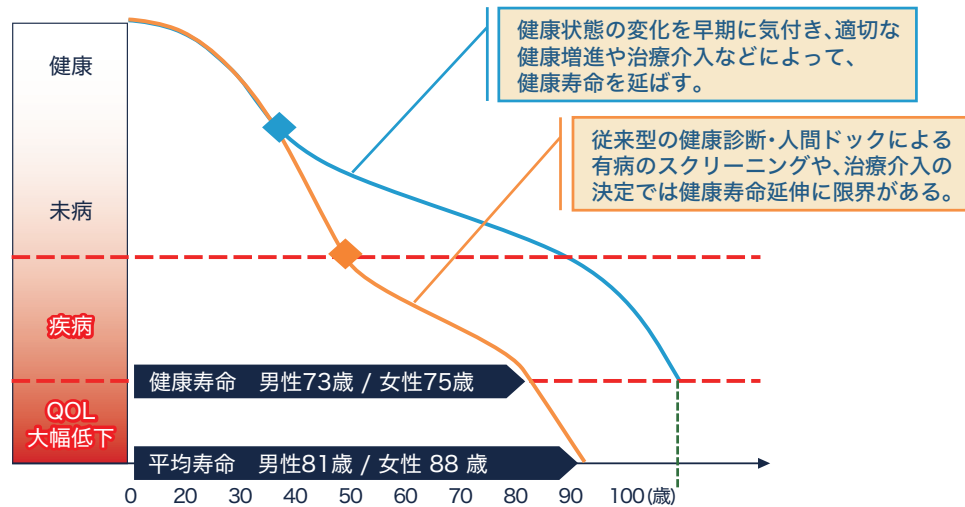 健康
未病
疾病
QOL
大幅低下
健康状態の変化を早期に気付き、適切な
健康増進や治療介入などによって、
健康寿命を延ばす。
従来型の健康診断・人間ドックによる
有病のスクリーニングや、治療介入の
決定では健康寿命延伸に限界がある。
健康寿命 男性73歳 / 女性75歳
平均寿命 男性81歳 / 女性 88 歳
0 20 30 40 50 60 70 80 90 100(歳)